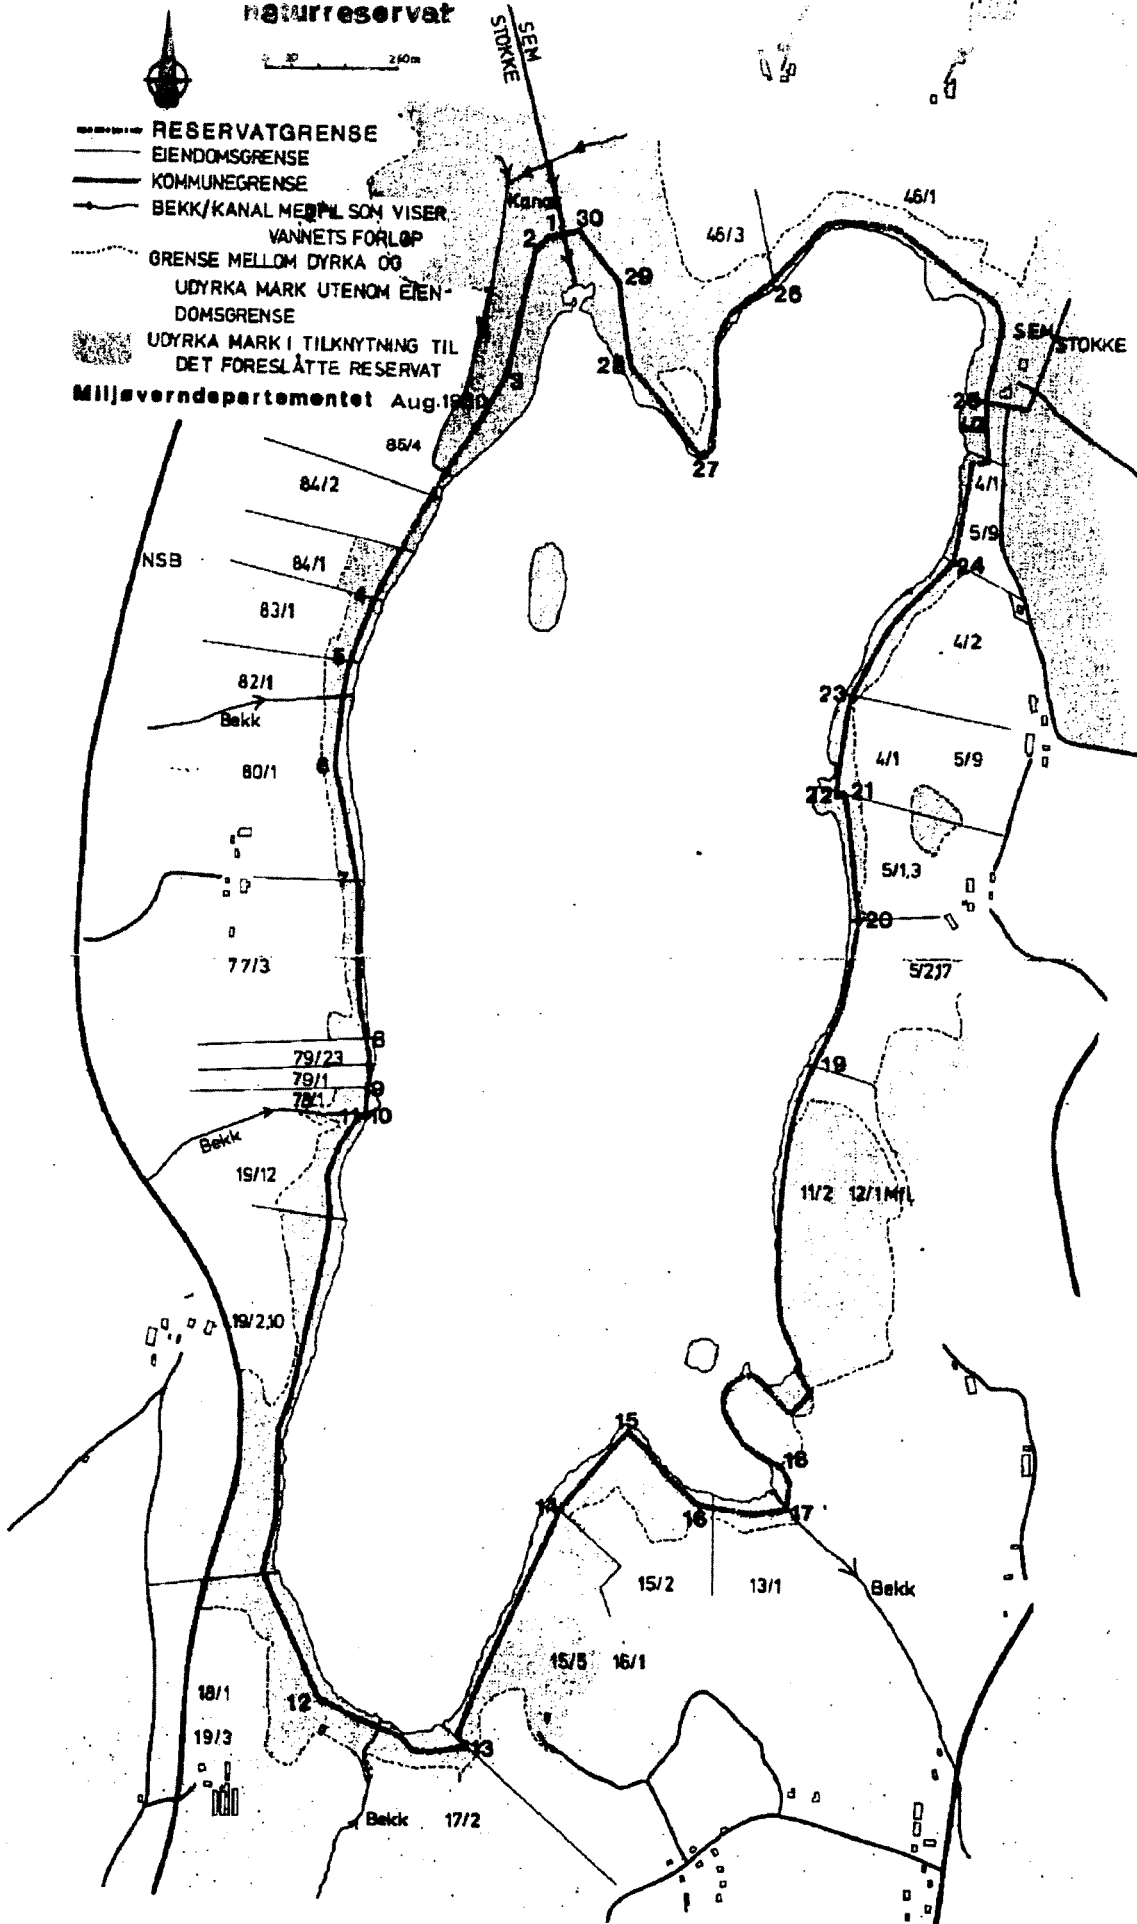 naturreservat
SEM
STOKKE
RESERVATGRENSE
EIENDOMSGRENSE
KOMMUNEGRENSE
BEKK/KANAL MED PIL SOM VISER
VANNETS FORLØP
GRENSE MELLOM DYRKA OG
UDYRKA MARK UTENOM EIEN-
DOMSGRENSE
UDYRKA MARK I TILKNYTNING TIL
DET FORESLÅTTE RESERVAT
Miljøverndepartementet Aug.
Kanal
1
30
2
29
46/3
46/1
26
28
3
SEM
STOKKE
85/4
27
84/2
4/1
5/9
NSB
84/1
24
4
83/1
4/2
5
82/1
23
Bekk
6
80/1
4/1
5/9
22
21
5/1,3
7
20
77/3
5/2,17
8
79/23
19
79/1
9
78/1
11
10
Bekk
19/12
11/2
12/1 Mfl.
19/2,10
15
18
14
16
17
15/2
13/1
Bekk
15/5
16/1
18/1
12
19/3
13
Bekk
17/2